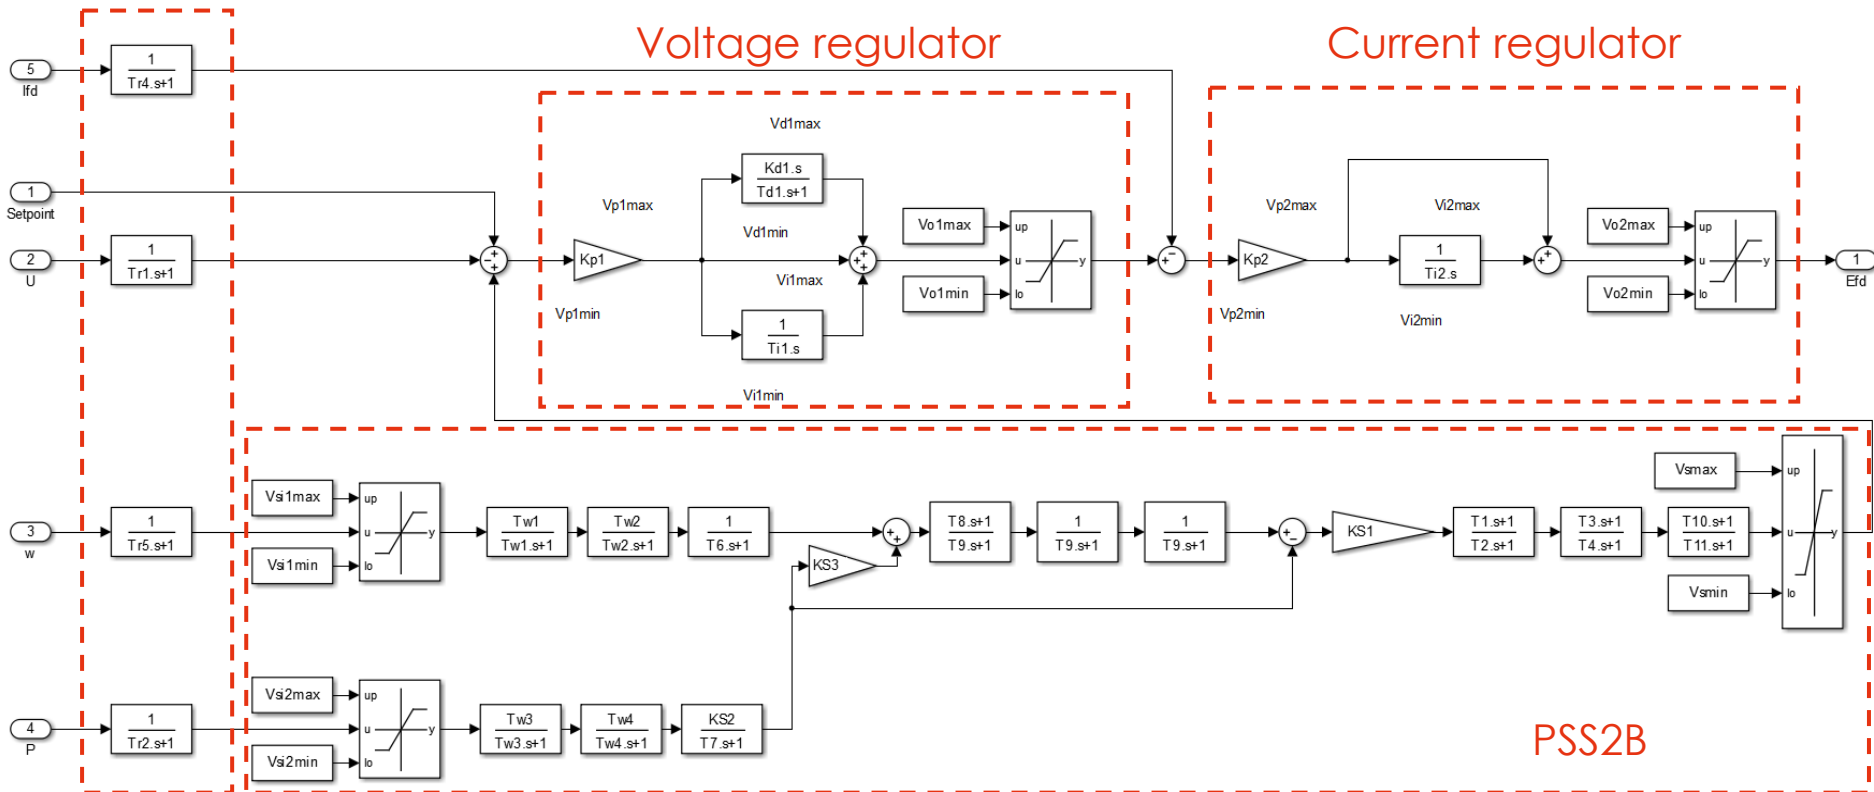 Voltage regulator
Current regulator
5
Ifd
1
Tr4.s+1
1
Setpoint
2
U
1
Tr1.s+1
-
+
+
Vp1max
Kp1
Vp1min
Vd1max
Kd1.s
Td1.s+1
Vd1min
Vi1max
1
Ti1.s
Vi1min
+
+
+
Vo1max
Vo1min
up
u
lo
y
-
+
Vp2max
Kp2
Vp2min
Vi2max
1
Ti2.s
Vi2min
+
+
Vo2max
Vo2min
up
u
lo
y
1
Efd
3
w
1
Tr5.s+1
Vsi1max
Vsi1min
up
u
lo
y
Tw1
Tw1.s+1
Tw2
Tw2.s+1
1
T6.s+1
+
+
KS3
T8.s+1
T9.s+1
1
T9.s+1
1
T9.s+1
+
-
KS1
T1.s+1
T2.s+1
T3.s+1
T4.s+1
T10.s+1
T11.s+1
Vsmax
Vsmin
up
u
lo
y
4
P
1
Tr2.s+1
Vsi2max
Vsi2min
up
u
lo
y
Tw3
Tw3.s+1
Tw4
Tw4.s+1
KS2
T7.s+1
PSS2B